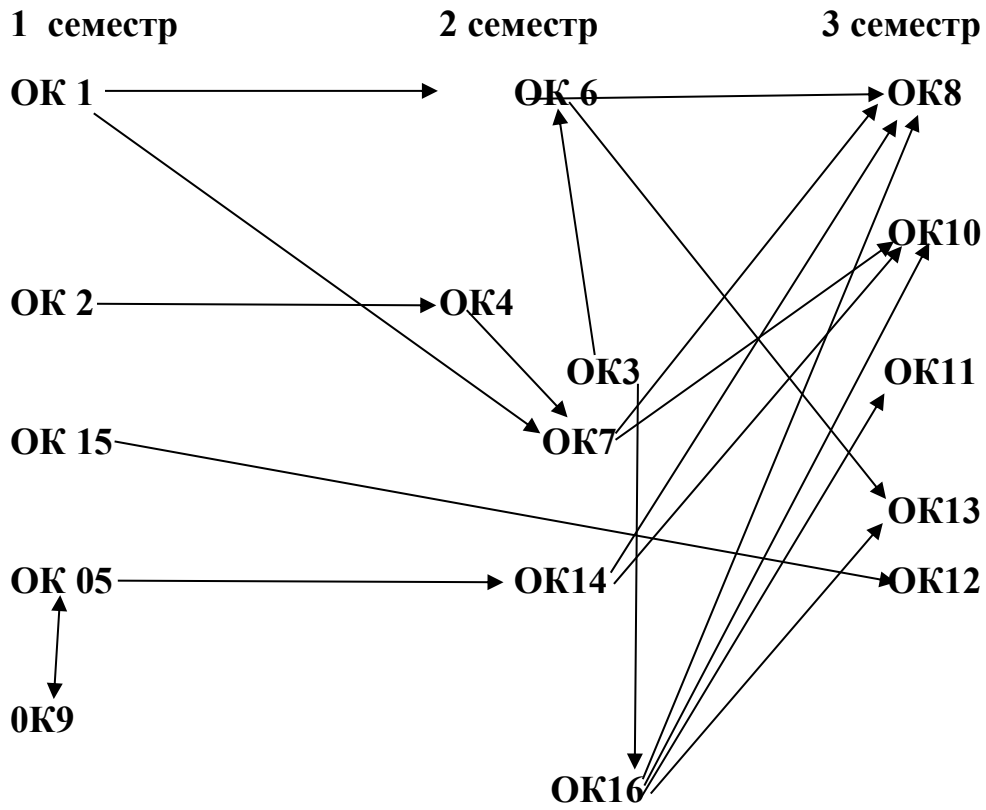 1 семестр 2 семестр 3 семестр
ОК 1 ОК 6 ОК8
ОК10
ОК 2 ОК4
ОК3 ОК11
ОК 15 ОК7
ОК13
ОК 05 ОК14 ОК12
0К9
ОК16